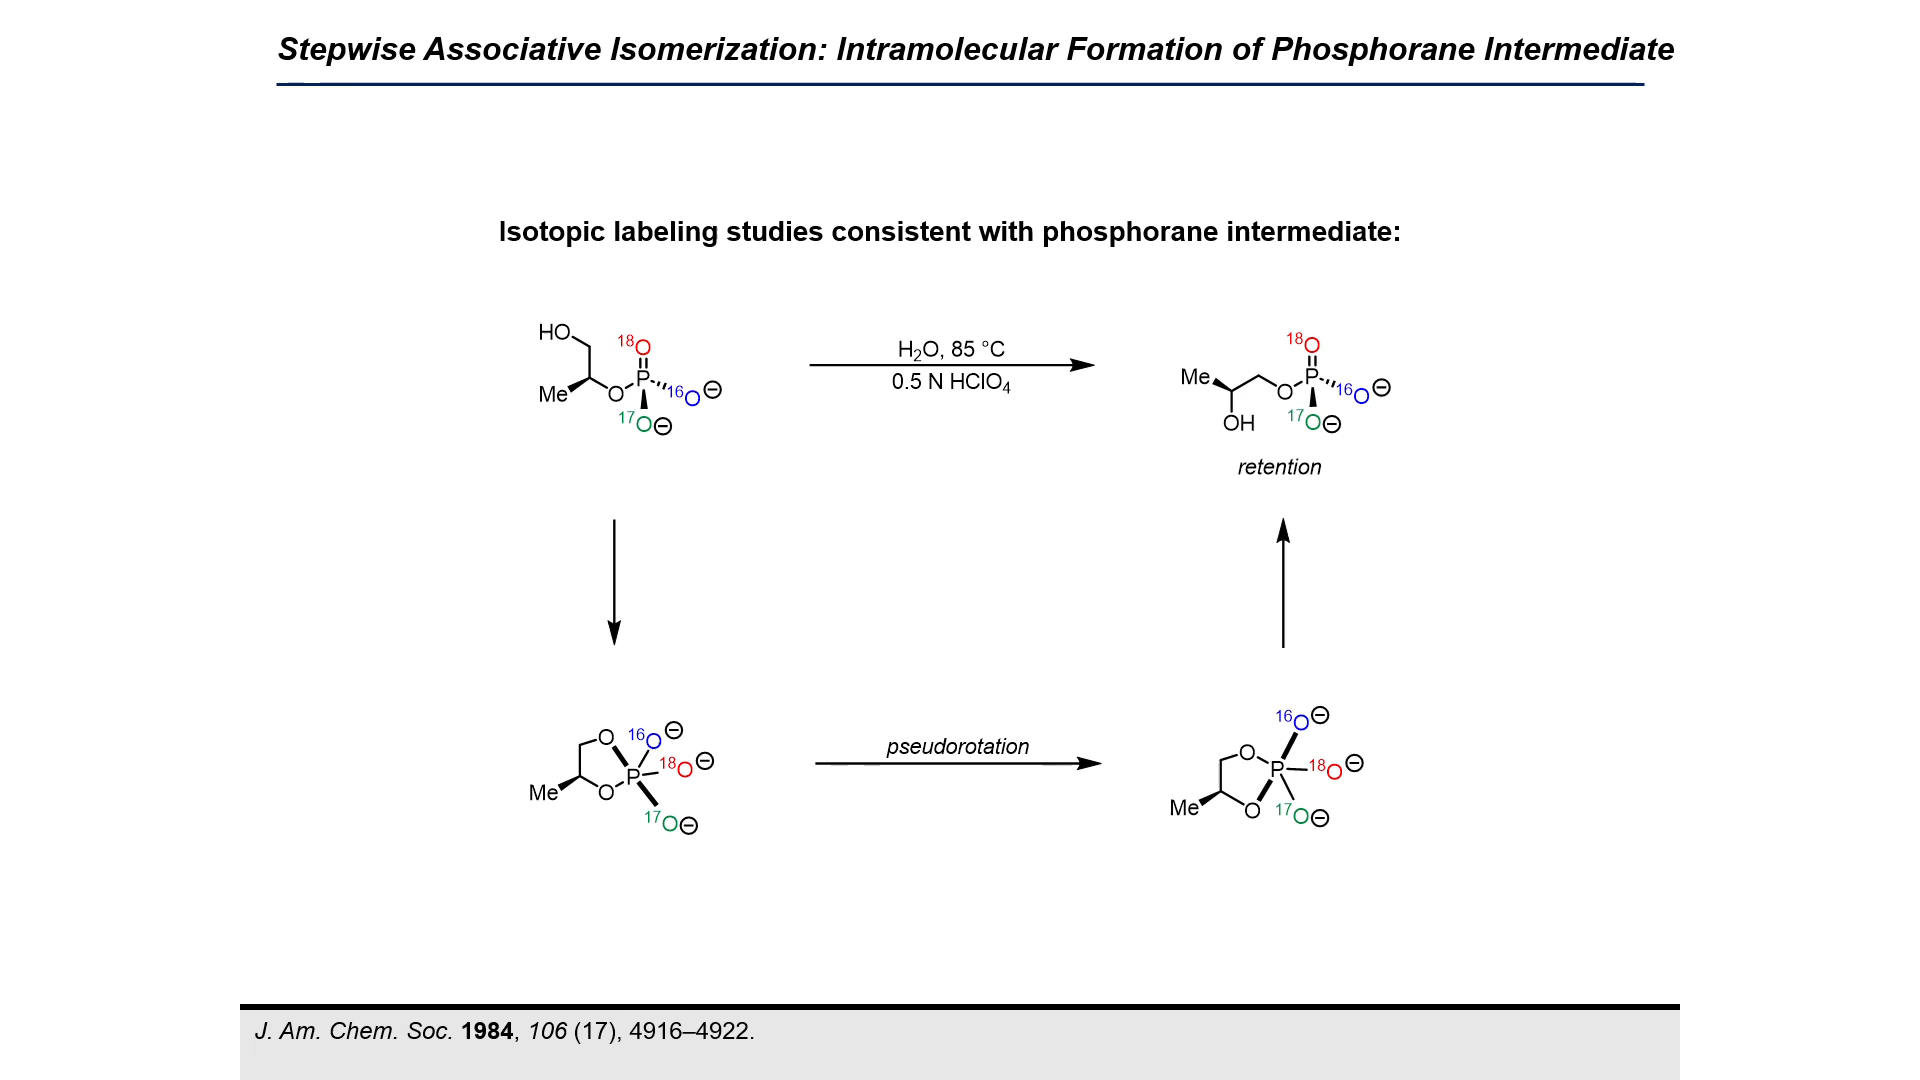 Stepwise Associative Isomerization: Intramolecular Formation of Phosphorane Intermediate
Isotopic labeling studies consistent with phosphorane intermediate:
HO
Me
O
P
18O
16O ⊖
17O ⊖
H2O, 85 °C
0.5 N HClO4
Me
OH
O
P
18O
16O ⊖
17O ⊖
retention
Me
O
O
P
16O ⊖
18O ⊖
17O ⊖
pseudorotation
Me
O
O
P
16O ⊖
18O ⊖
17O ⊖
J. Am. Chem. Soc. 1984, 106 (17), 4916–4922.